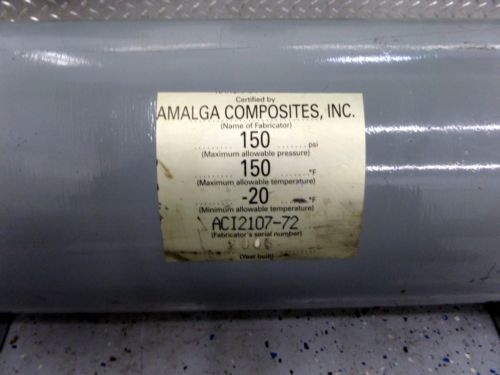 Certified by
AMALGA COMPOSITES, INC.
(Name of Fabricator)
150 psi
(Maximum allowable pressure)
150 °F
(Maximum allowable temperature)
-20 °F
(Minimum allowable temperature)
ACI2107-72
(Fabricator's serial number)
(Year built)